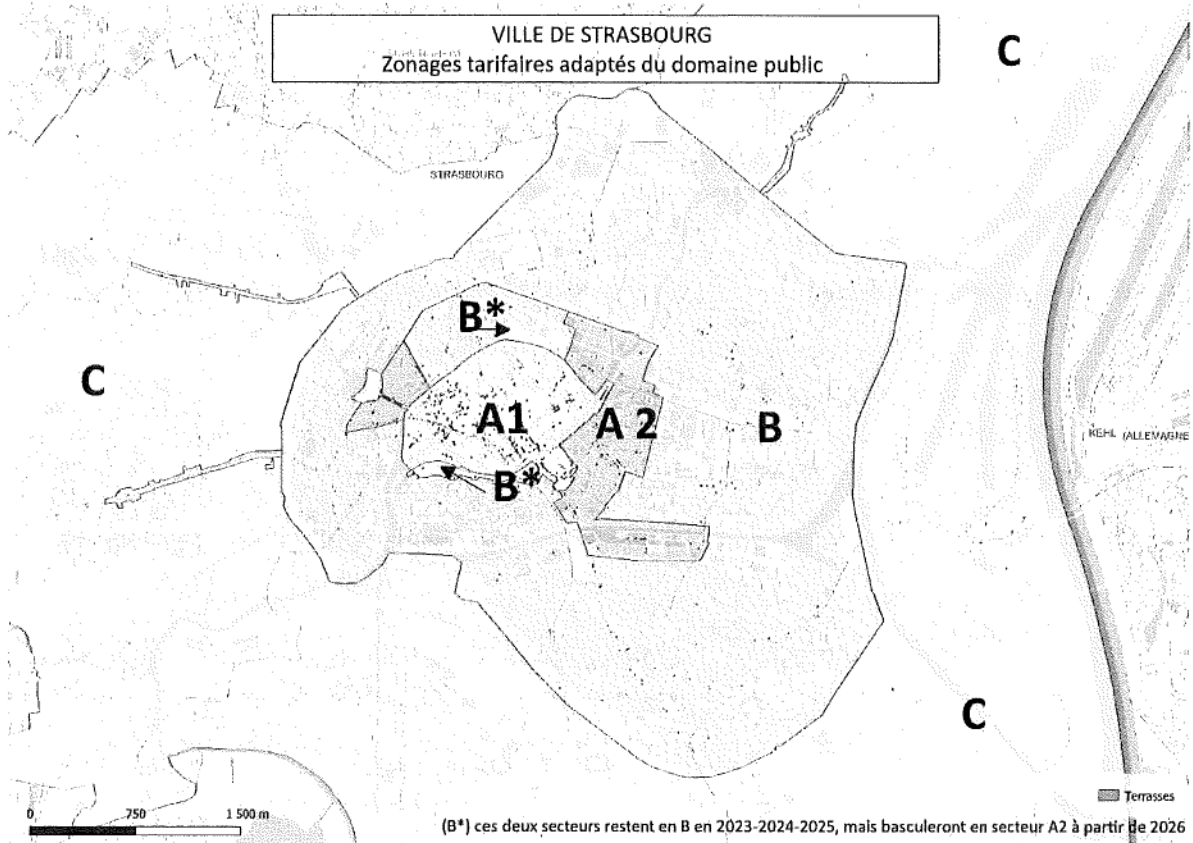 VILLE DE STRASBOURG
Zonages tarifaires adaptés du domaine public
C
STRASBOURG
B*
C
A1
A 2
B
KEHL (ALLEMAGNE
B*
C
Terrasses
0 750 1 500 m
(B*) ces deux secteurs restent en B en 2023-2024-2025, mais basculeront en secteur A2 à partir de 2026